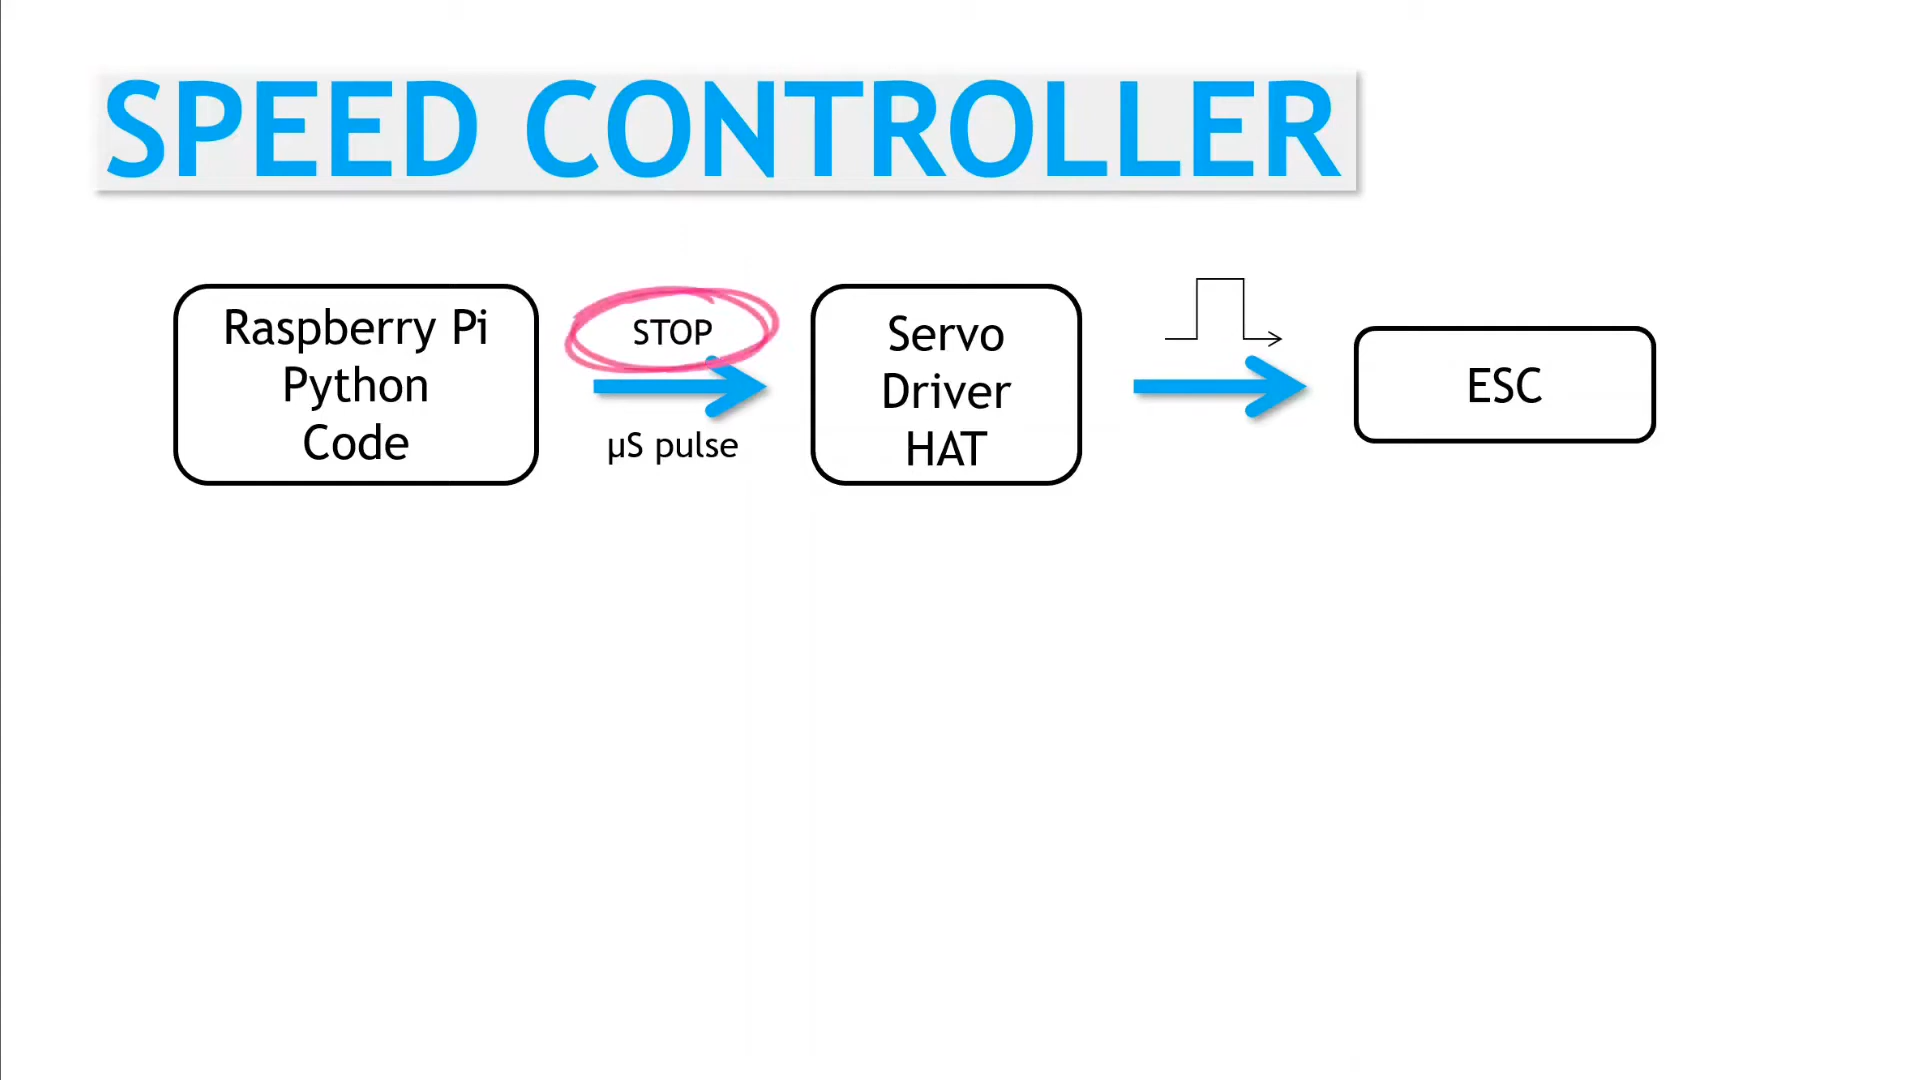 SPEED CONTROLLER
Raspberry Pi
Python
Code
STOP
µS pulse
Servo
Driver
HAT
ESC